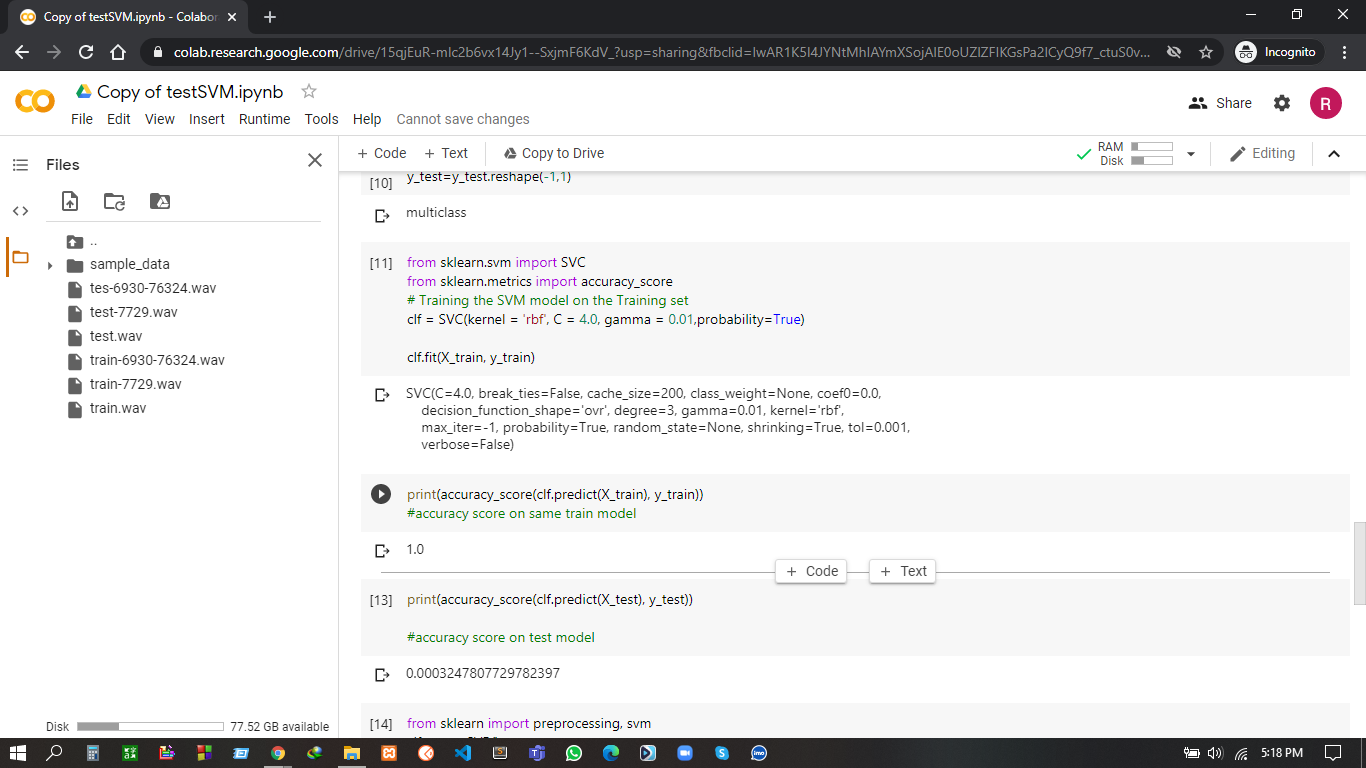 Copy of testSVM.ipynb - Colabor
colab.research.google.com/drive/15qjEuR-mIc2b6vx14Jy1--SxjmF6KdV_?usp=sharing&fbclid=IwAR1K5I4JYNtMhIAYmXSojAIE0oUZIZFIKGsPa2ICyQ9f7_ctuS0v...
Incognito
Copy of testSVM.ipynb
File Edit View Insert Runtime Tools Help Cannot save changes
Share
R
Files
+ Code + Text Copy to Drive
RAM
Disk
Editing
..
sample_data
tes-6930-76324.wav
test-7729.wav
test.wav
train-6930-76324.wav
train-7729.wav
train.wav
Disk 77.52 GB available
[10] y_test=y_test.reshape(-1,1)
multiclass
[11] from sklearn.svm import SVC
from sklearn.metrics import accuracy_score
# Training the SVM model on the Training set
clf = SVC(kernel = 'rbf', C = 4.0, gamma = 0.01,probability=True)
clf.fit(X_train, y_train)
SVC(C=4.0, break_ties=False, cache_size=200, class_weight=None, coef0=0.0,
decision_function_shape='ovr', degree=3, gamma=0.01, kernel='rbf',
max_iter=-1, probability=True, random_state=None, shrinking=True, tol=0.001,
verbose=False)
print(accuracy_score(clf.predict(X_train), y_train))
#accuracy score on same train model
1.0
+ Code + Text
[13] print(accuracy_score(clf.predict(X_test), y_test))
#accuracy score on test model
0.0003247807729782397
[14] from sklearn import preprocessing, svm
5:18 PM